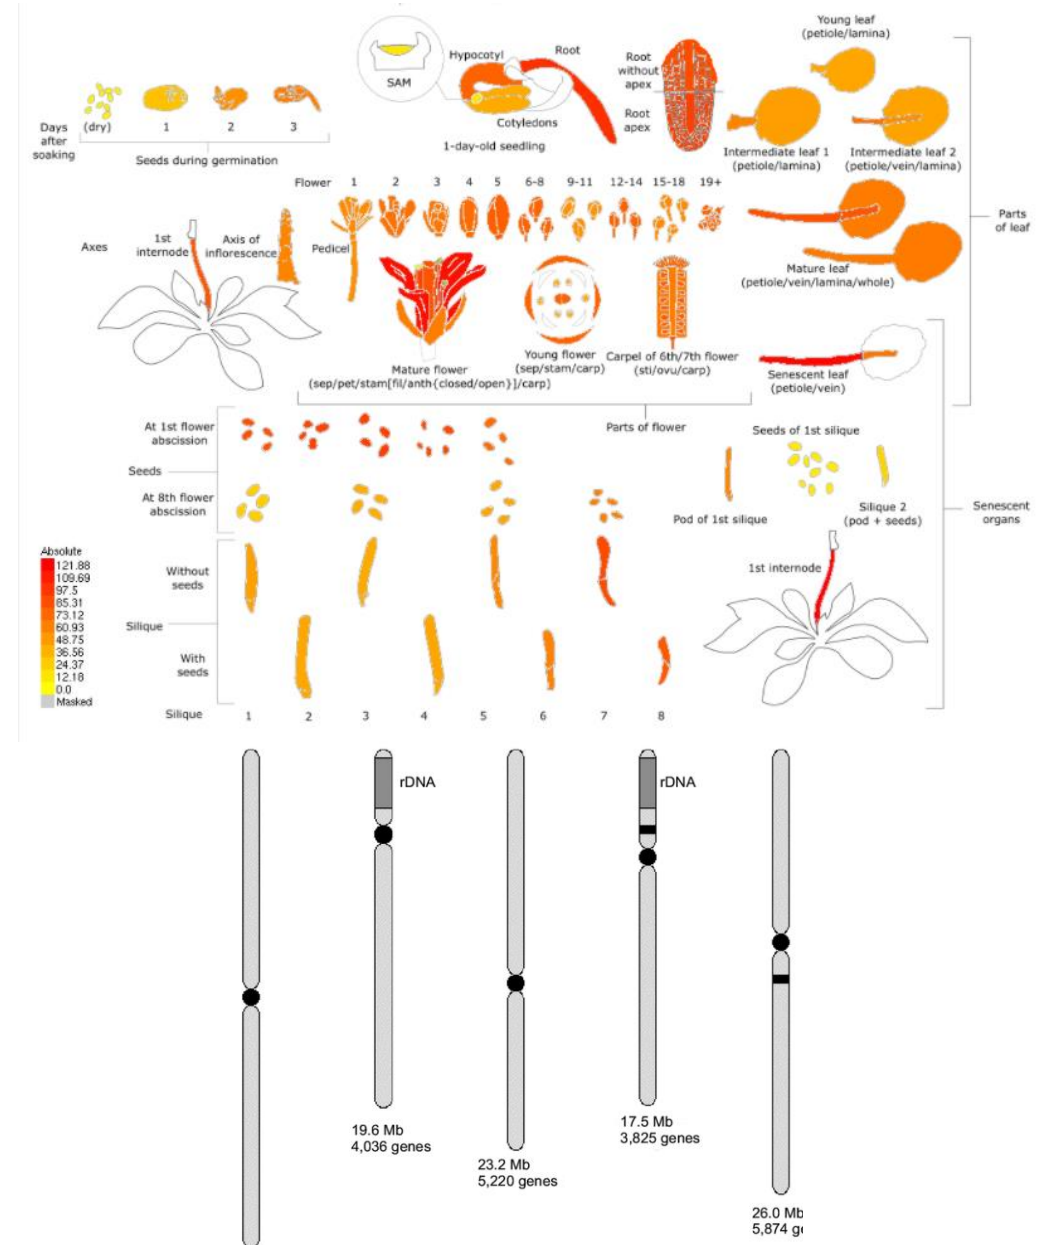 Young leaf
(petiole/lamina)
Hypocotyl
Root
SAM
Root
without
apex
Root
apex
Cotyledons
1-day-old seedling
Intermediate leaf 1
(petiole/lamina)
Intermediate leaf 2
(petiole/vein/lamina)
Days
after
soaking
(dry) 1 2 3
Seeds during germination
Flower 1 2 3 4 5 6-8 9-11 12-14 15-18 19+
Parts
of leaf
Axes
1st
internode
Axis of
inflorescence
Pedicel
Mature leaf
(petiole/vein/lamina/whole)
Mature flower
(sep/pet/stam[fil/anth{closed/open}]/carp)
Young flower
(sep/stam/carp)
Carpel of 6th/7th flower
(sti/ovu/carp)
Senescent leaf
(petiole/vein)
Parts of flower
At 1st flower
abscission
Seeds
At 8th flower
abscission
Seeds of 1st silique
Pod of 1st silique
Silique 2
(pod + seeds)
Senescent
organs
1st internode
Without
seeds
Silique
With
seeds
Silique 1 2 3 4 5 6 7 8
Absolute
121.88
109.69
97.5
85.31
73.12
60.93
48.75
36.56
24.37
12.18
0.0
Masked
rDNA
rDNA
19.6 Mb
4,036 genes
23.2 Mb
5,220 genes
17.5 Mb
3,825 genes
26.0 Mb
5,874